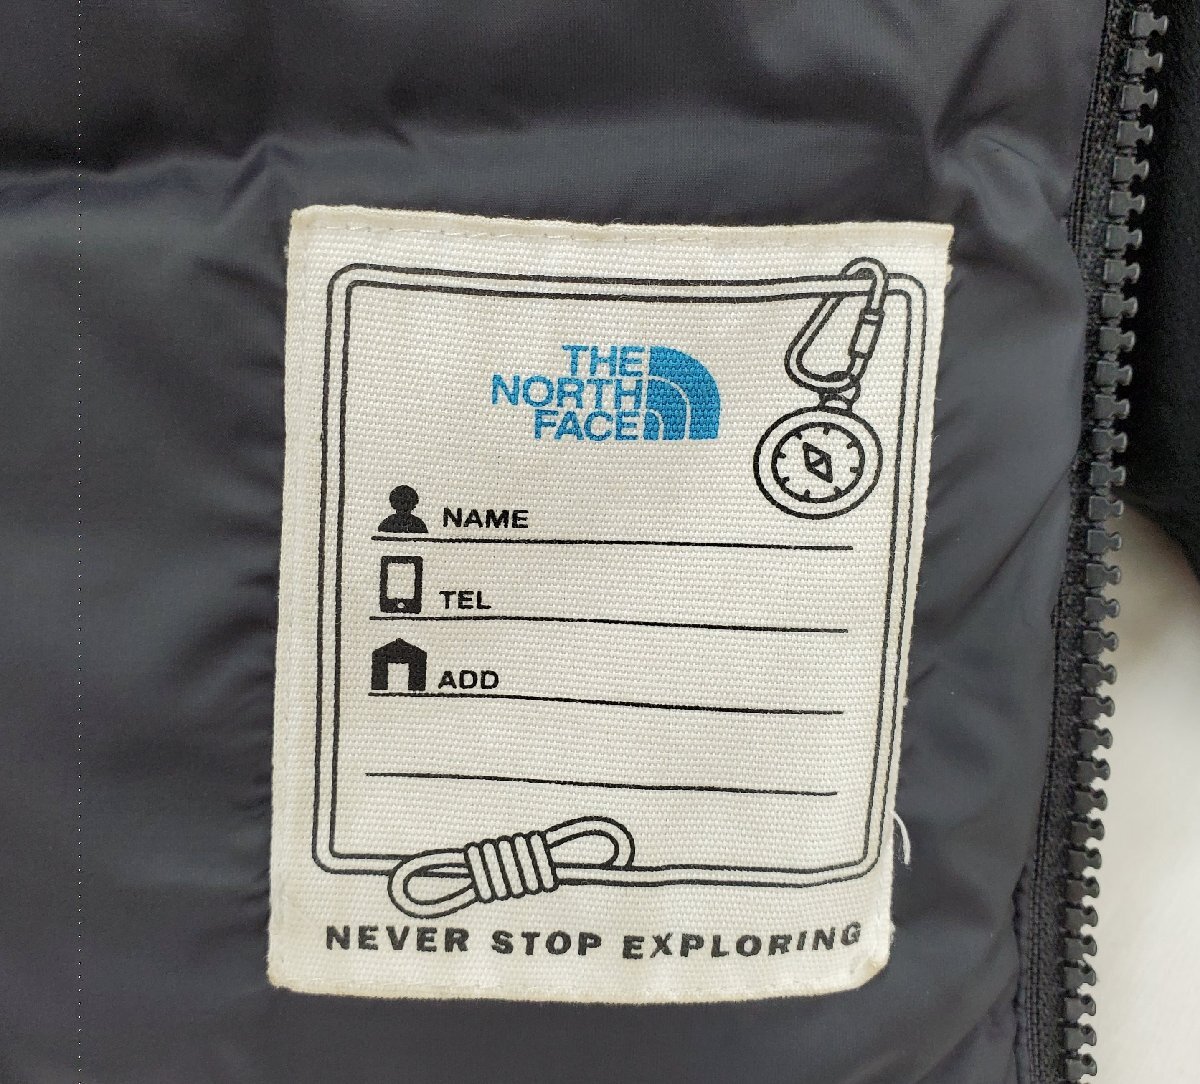 THE
NORTH
FACE
NAME
TEL
ADD
NEVER STOP EXPLORING